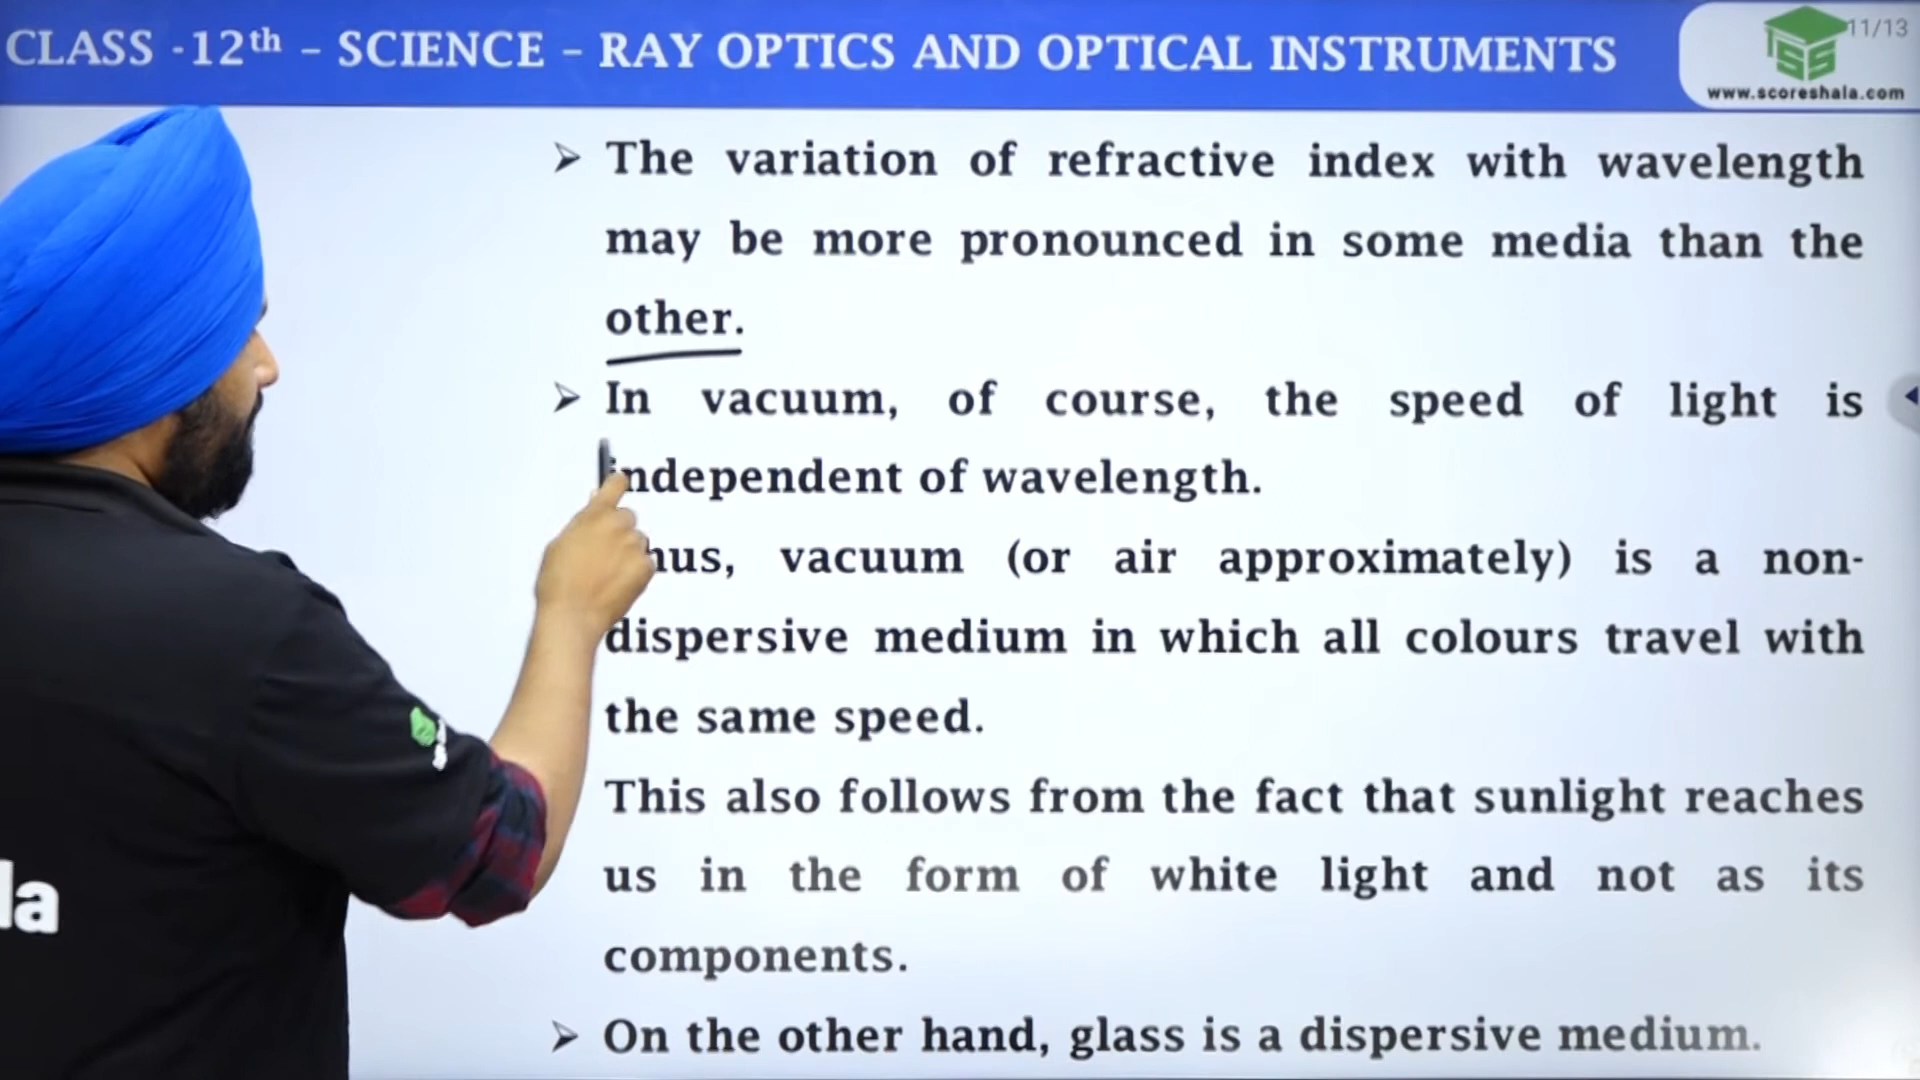 CLASS -12th – SCIENCE – RAY OPTICS AND OPTICAL INSTRUMENTS
11/13
SS
www.scoreshala.com
➢ The variation of refractive index with wavelength
may be more pronounced in some media than the
other.
➢ In vacuum, of course, the speed of light is
independent of wavelength.
hus, vacuum (or air approximately) is a non-
dispersive medium in which all colours travel with
the same speed.
This also follows from the fact that sunlight reaches
us in the form of white light and not as its
components.
➢ On the other hand, glass is a dispersive medium.
la